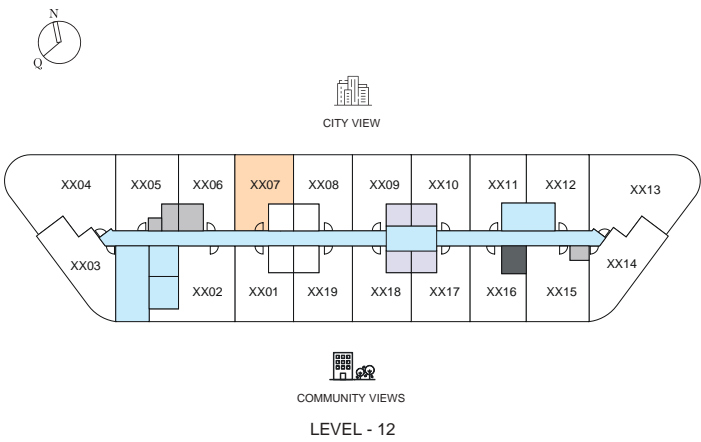 N
Q
CITY VIEW
XX04 XX05 XX06 XX07 XX08 XX09 XX10 XX11 XX12 XX13
XX03 XX14
XX02 XX01 XX19 XX18 XX17 XX16 XX15
COMMUNITY VIEWS
LEVEL - 12